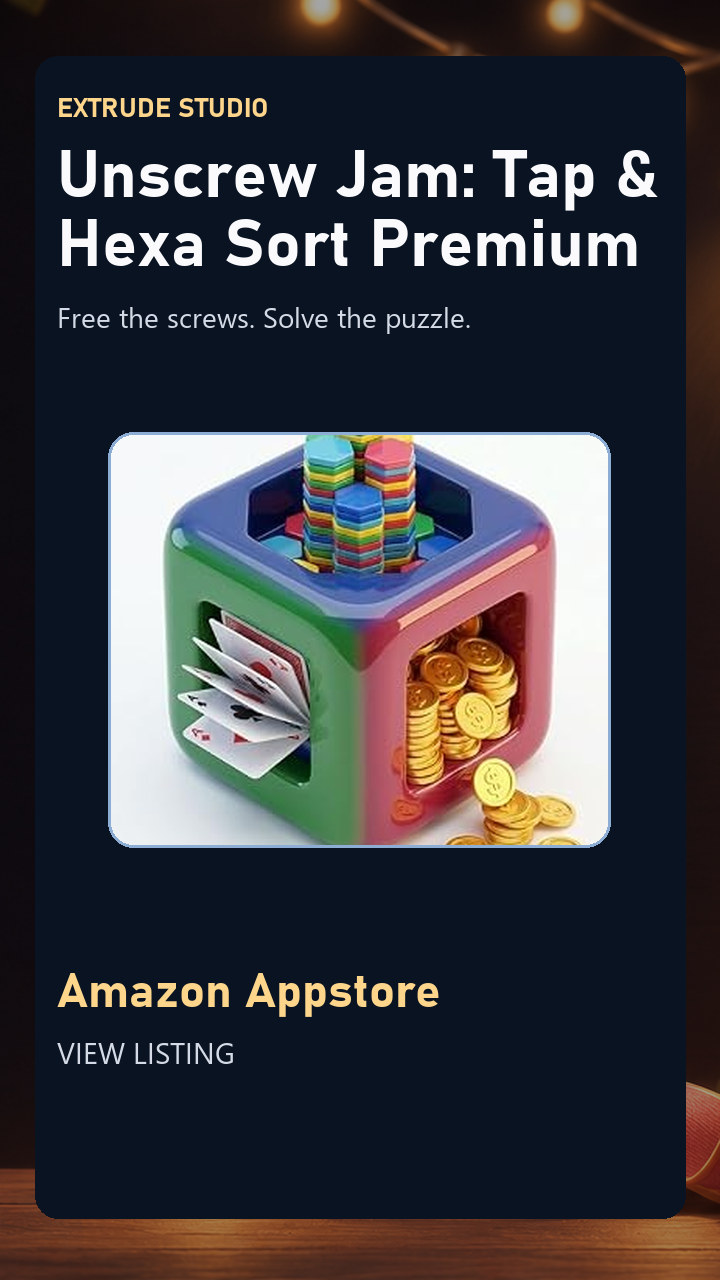 EXTRUDE STUDIO
Unscrew Jam: Tap &
Hexa Sort Premium
Free the screws. Solve the puzzle.
Amazon Appstore
VIEW LISTING